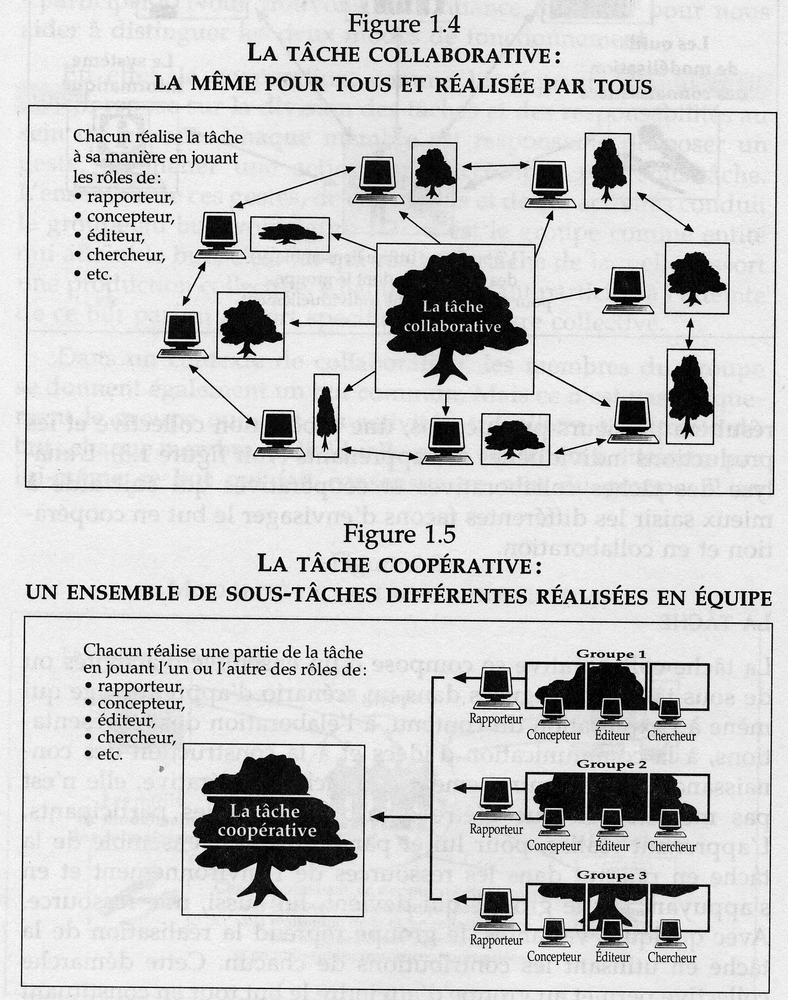 Figure 1.4
LA TÂCHE COLLABORATIVE :
LA MÊME POUR TOUS ET RÉALISÉE PAR TOUS
Chacun réalise la tâche
à sa manière en jouant
les rôles de :
• rapporteur,
• concepteur,
• éditeur,
• chercheur,
• etc.
La tâche
collaborative
Figure 1.5
LA TÂCHE COOPÉRATIVE :
UN ENSEMBLE DE SOUS-TÂCHES DIFFÉRENTES RÉALISÉES EN ÉQUIPE
Chacun réalise une partie de la tâche
en jouant l'un ou l'autre des rôles de :
• rapporteur,
• concepteur,
• éditeur,
• chercheur,
• etc.
La tâche
coopérative
Groupe 1
Rapporteur
Concepteur Éditeur Chercheur
Groupe 2
Rapporteur
Concepteur Éditeur Chercheur
Groupe 3
Rapporteur
Concepteur Éditeur Chercheur